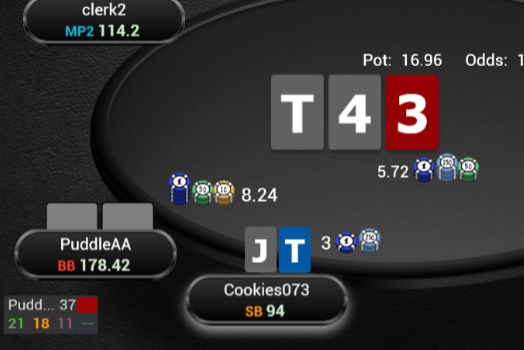 clerk2
MP2 114.2
Pot: 16.96 Odds: 1
T 4 3
5.72
8.24
J T 3
PuddleAA
BB 178.42
Cookies073
SB 94
Pudd... 37
21 18 11 --